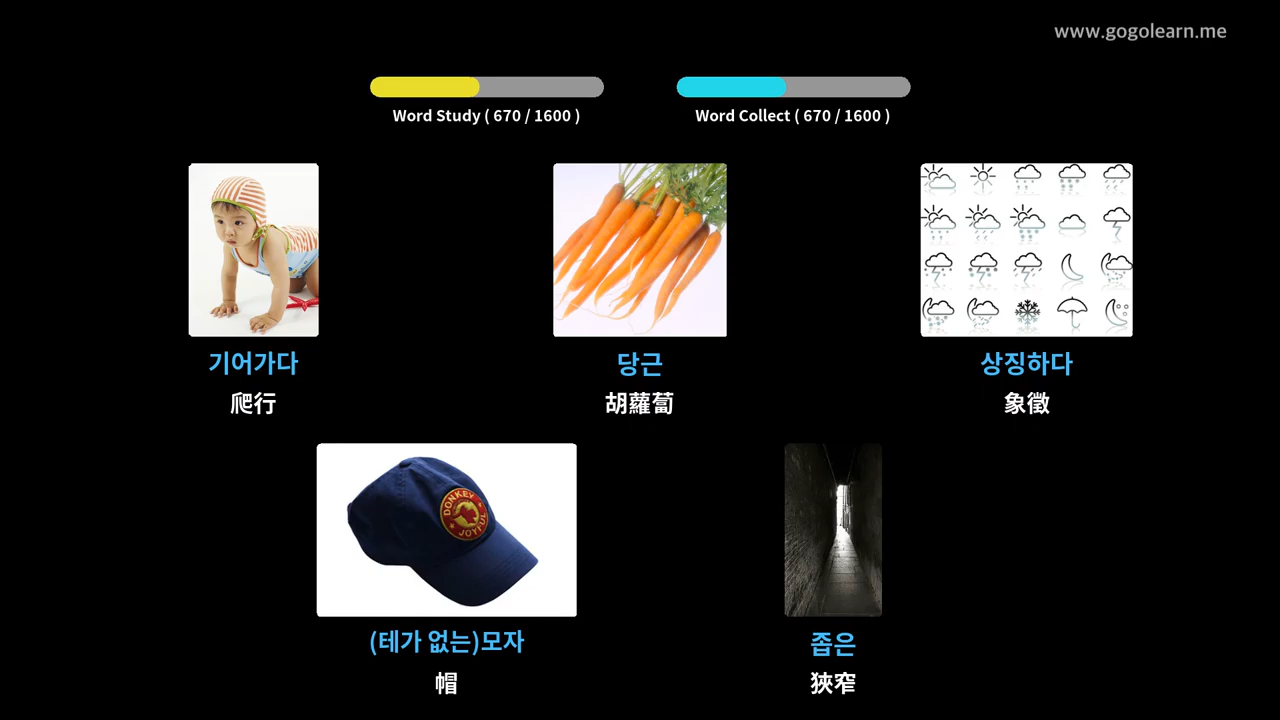 www.gogolearn.me
Word Study ( 670 / 1600 )
Word Collect ( 670 / 1600 )
기어가다
爬行
당근
胡蘿蔔
상징하다
象徵
DONKEY
JOYFUL
(테가 없는)모자
帽
좁은
狹窄